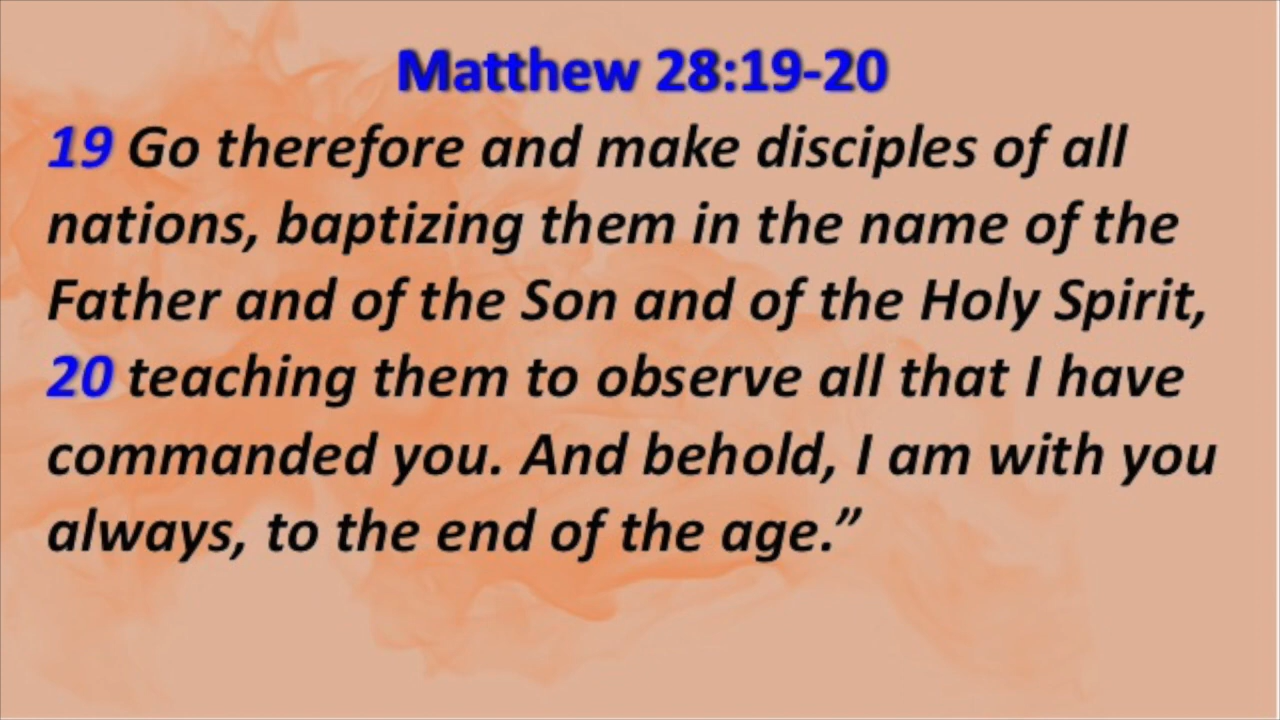 Matthew 28:19-20
19 Go therefore and make disciples of all
nations, baptizing them in the name of the
Father and of the Son and of the Holy Spirit,
20 teaching them to observe all that I have
commanded you. And behold, I am with you
always, to the end of the age.”